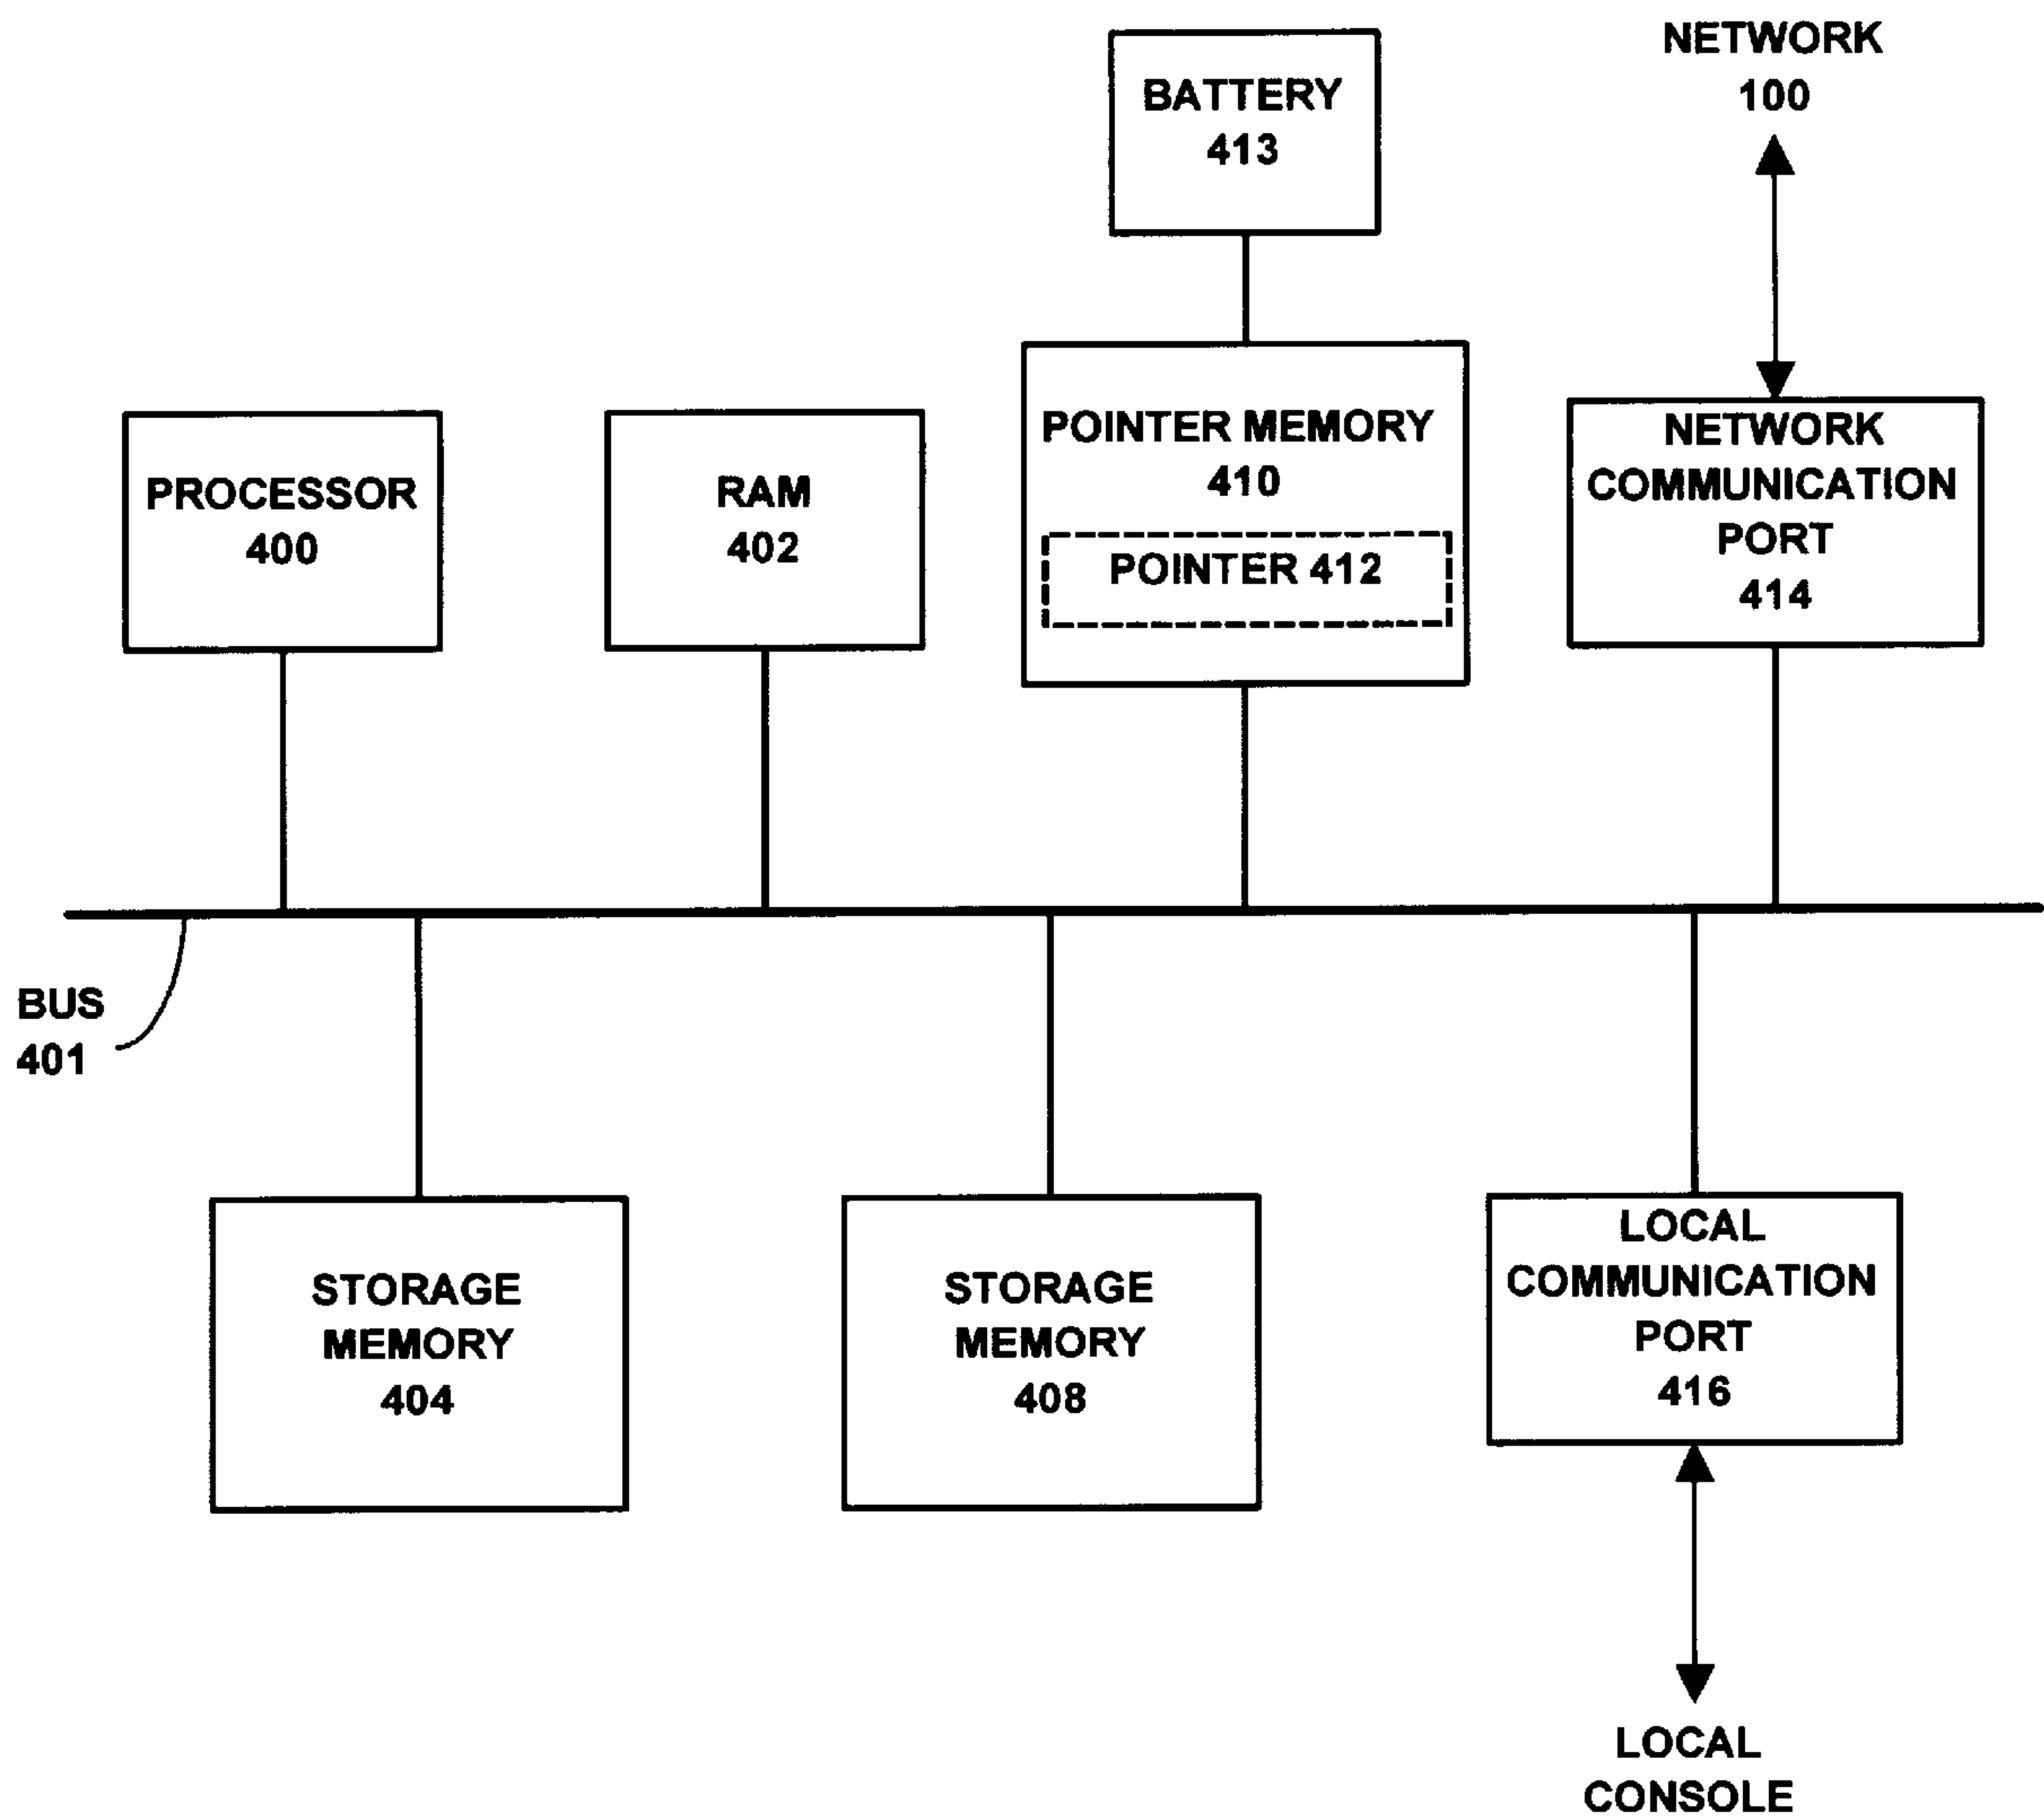 BATTERY
413
NETWORK
100
PROCESSOR
400
RAM
402
POINTER MEMORY
410
POINTER 412
NETWORK
COMMUNICATION
PORT
414
BUS
401
STORAGE
MEMORY
404
STORAGE
MEMORY
408
LOCAL
COMMUNICATION
PORT
416
LOCAL
CONSOLE